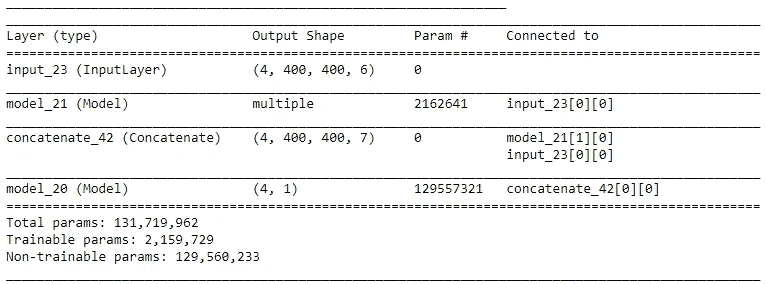 Layer (type) Output Shape Param # Connected to
input_23 (InputLayer) (4, 400, 400, 6) 0
model_21 (Model) multiple 2162641 input_23[0][0]
concatenate_42 (Concatenate) (4, 400, 400, 7) 0 model_21[1][0]
input_23[0][0]
model_20 (Model) (4, 1) 129557321 concatenate_42[0][0]
Total params: 131,719,962
Trainable params: 2,159,729
Non-trainable params: 129,560,233